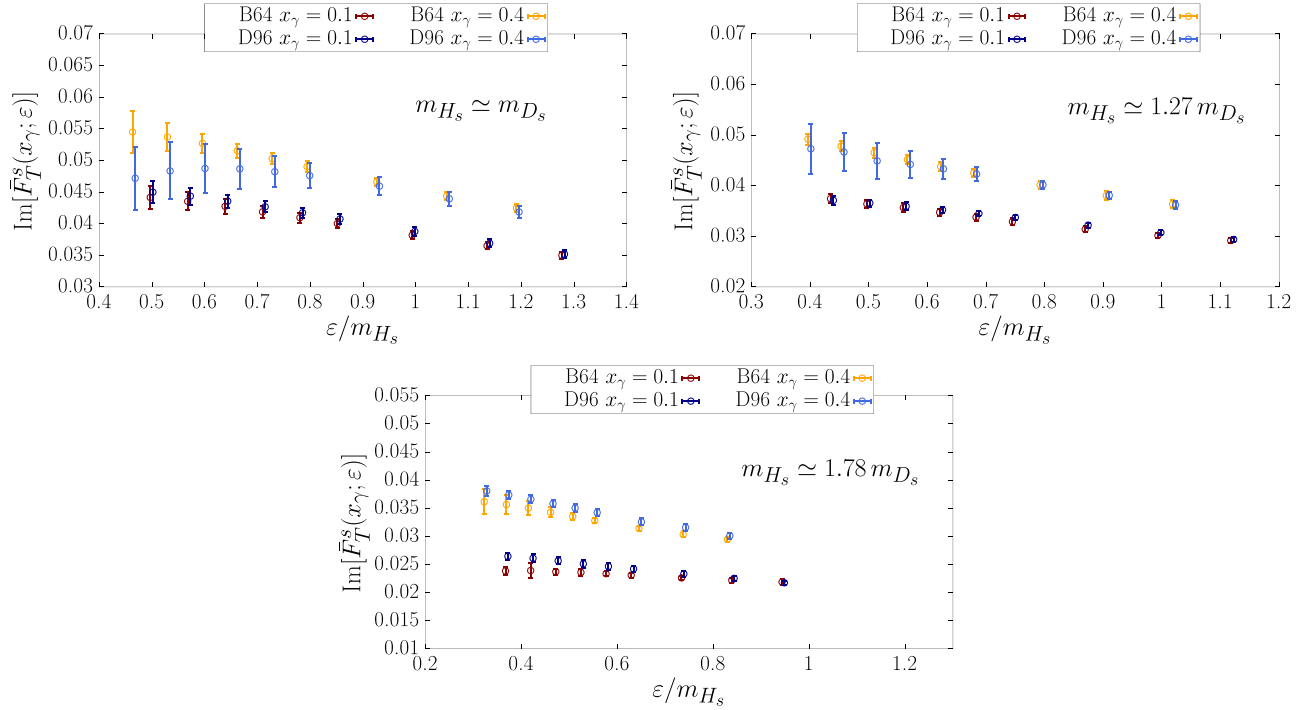 B64 x_γ = 0.1 B64 x_γ = 0.4
D96 x_γ = 0.1 D96 x_γ = 0.4
m_{H_s} ≃ m_{D_s}
Im[F̄_T^s(x_γ; ε)]
0.07
0.065
0.06
0.055
0.05
0.045
0.04
0.035
0.03
0.4 0.5 0.6 0.7 0.8 0.9 1 1.1 1.2 1.3 1.4
ε/m_{H_s}
B64 x_γ = 0.1 B64 x_γ = 0.4
D96 x_γ = 0.1 D96 x_γ = 0.4
m_{H_s} ≃ 1.27 m_{D_s}
Im[F̄_T^s(x_γ; ε)]
0.07
0.06
0.05
0.04
0.03
0.02
0.3 0.4 0.5 0.6 0.7 0.8 0.9 1 1.1 1.2
ε/m_{H_s}
B64 x_γ = 0.1 B64 x_γ = 0.4
D96 x_γ = 0.1 D96 x_γ = 0.4
m_{H_s} ≃ 1.78 m_{D_s}
Im[F̄_T^s(x_γ; ε)]
0.055
0.05
0.045
0.04
0.035
0.03
0.025
0.02
0.015
0.01
0.2 0.4 0.6 0.8 1 1.2
ε/m_{H_s}